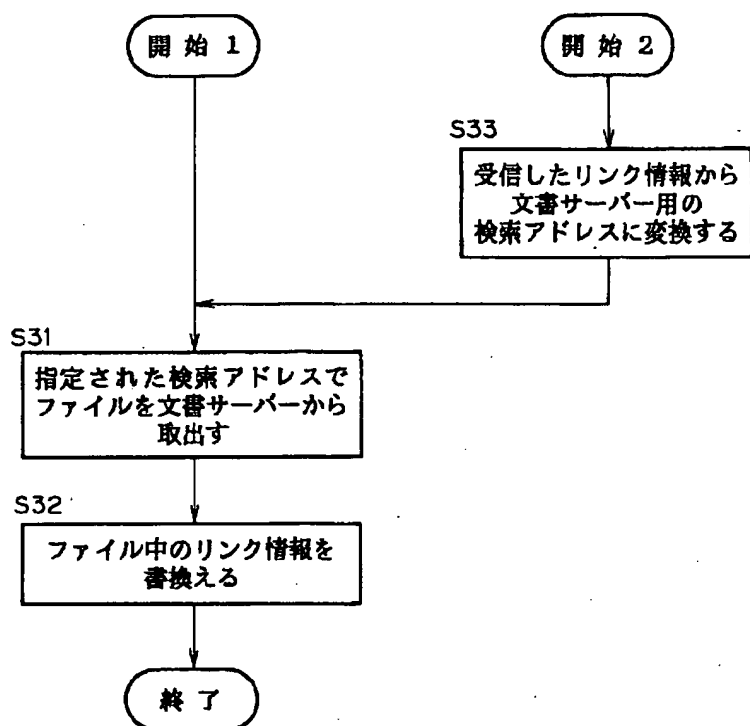 開始1
開始2
S33
受信したリンク情報から
文書サーバー用の
検索アドレスに変換する
S31
指定された検索アドレスで
ファイルを文書サーバーから
取出す
S32
ファイル中のリンク情報を
書換える
終了